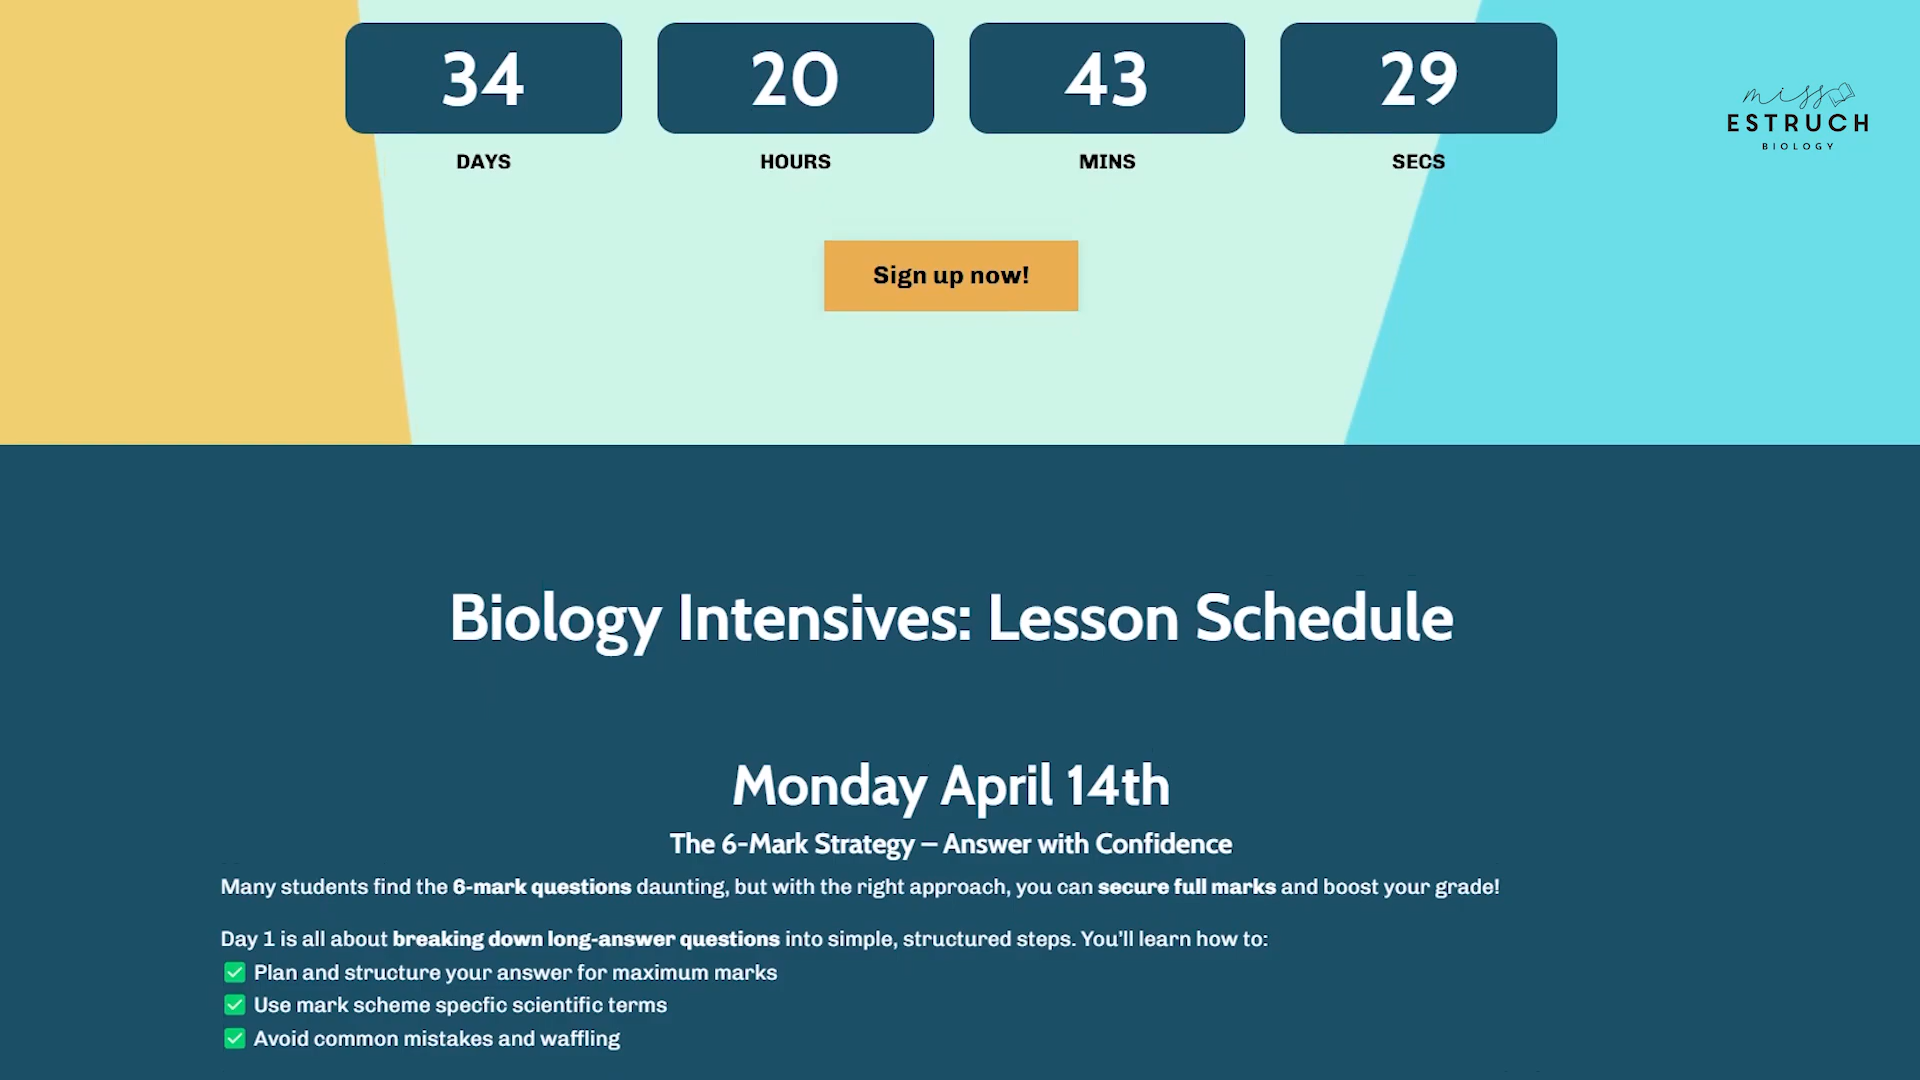 34 20 43 29
DAYS HOURS MINS SECS
miss
ESTRUCH
BIOLOGY
Sign up now!
Biology Intensives: Lesson Schedule
Monday April 14th
The 6-Mark Strategy – Answer with Confidence
Many students find the 6-mark questions daunting, but with the right approach, you can secure full marks and boost your grade!
Day 1 is all about breaking down long-answer questions into simple, structured steps. You'll learn how to:
✅ Plan and structure your answer for maximum marks
✅ Use mark scheme specfic scientific terms
✅ Avoid common mistakes and waffling